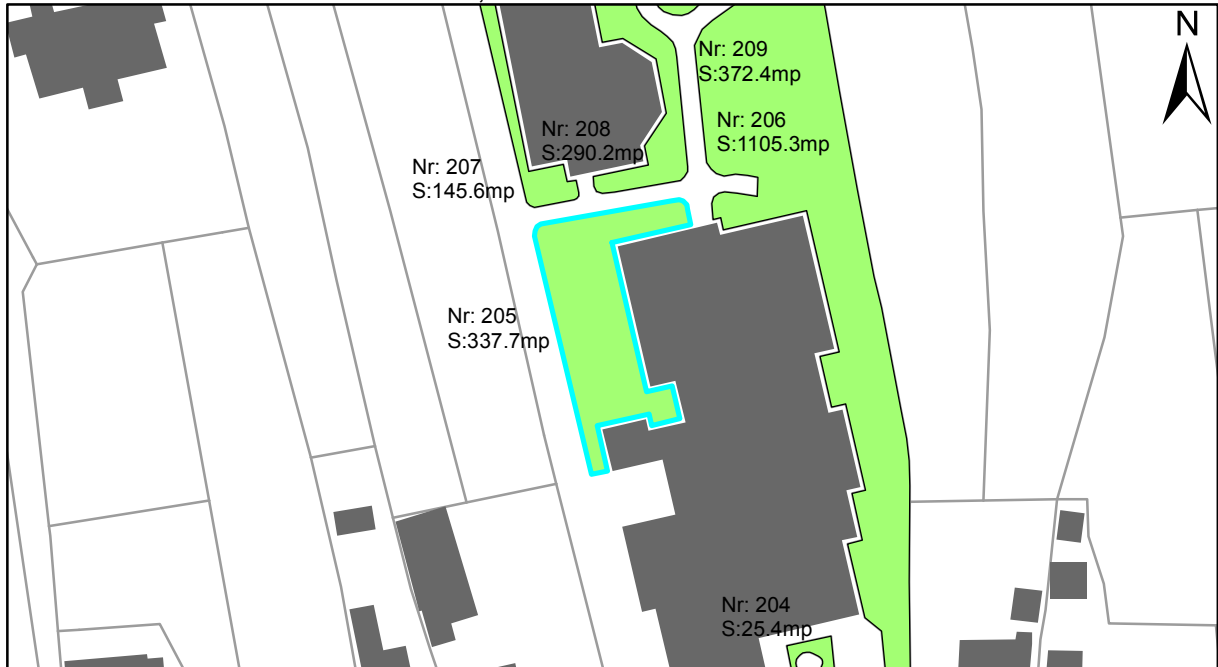 N
Nr: 209
S:372.4mp
Nr: 206
S:1105.3mp
Nr: 208
S:290.2mp
Nr: 207
S:145.6mp
Nr: 205
S:337.7mp
Nr: 204
S:25.4mp